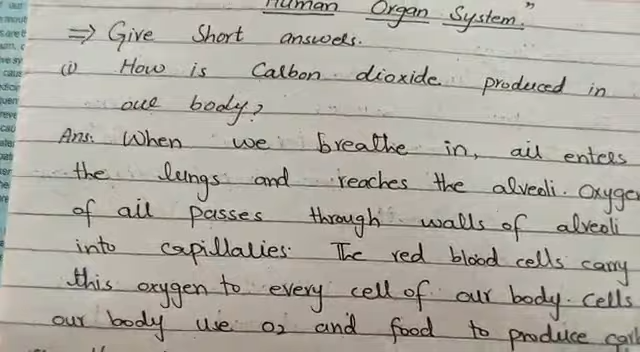 Human Organ System."
⇒ Give Short answers.
(i) How is Carbon dioxide produced in
our body?
Ans: When we breathe in, air enters
the lungs and reaches the alveoli. Oxygen
of air passes through walls of alveoli
into capillaries. The red blood cells carry
this oxygen to every cell of our body. Cells
our body use O2 and food to produce